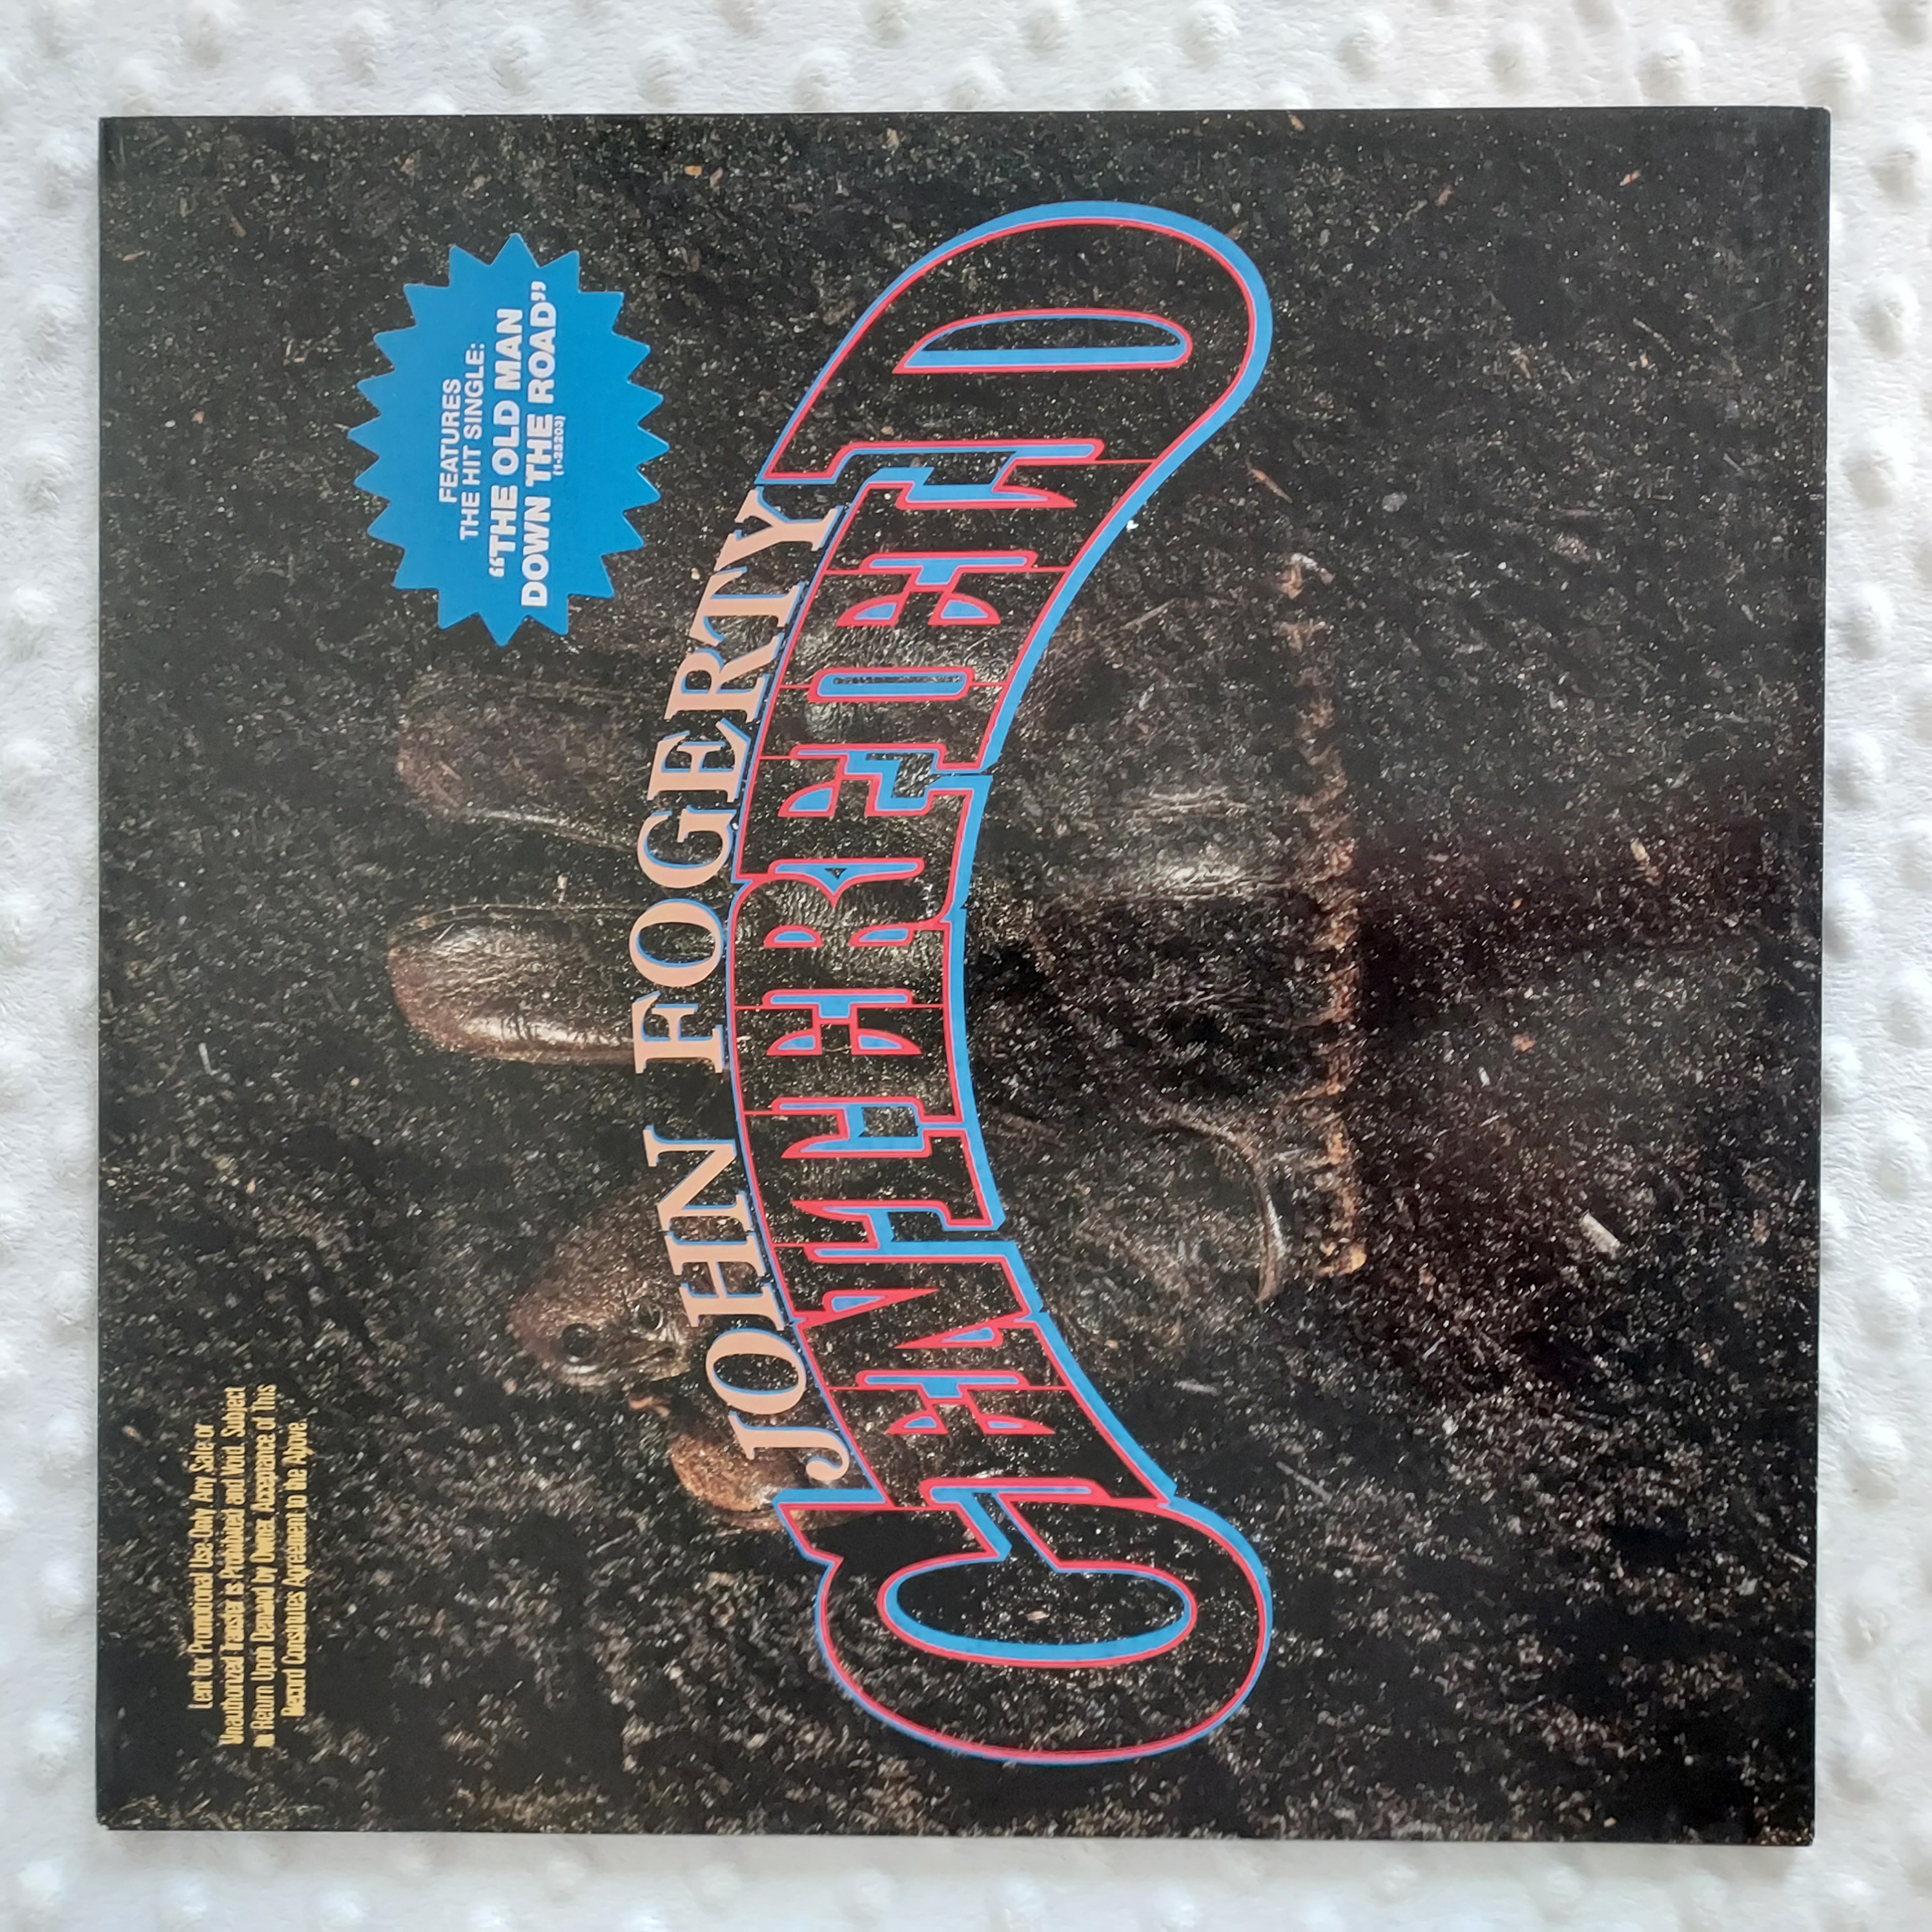 Lent for Promotional Use Only Any Sale or
Unauthorized Transfer is Prohibited and Void. Subject
to Return Upon Demand by Owner. Acceptance of This
Record Constitutes Agreement to the Above.
FEATURES
THE HIT SINGLE:
“THE OLD MAN
DOWN THE ROAD”
(1-25203)
JOHN FOGERTY
CENTERFIELD